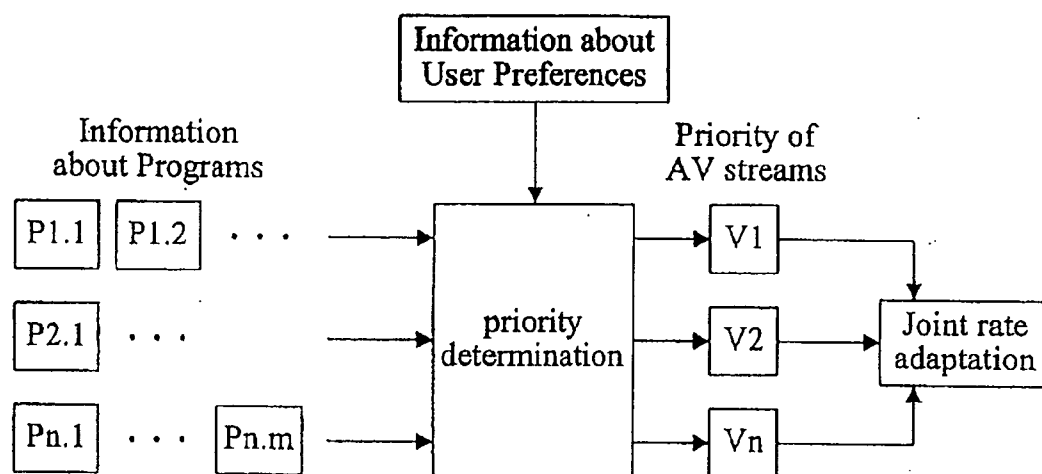 Information about
User Preferences
Information
about Programs
Priority of
AV streams
P1.1 P1.2 . . .
V1
P2.1 . . .
priority
determination
V2
Joint rate
adaptation
Pn.1 . . . Pn.m
Vn